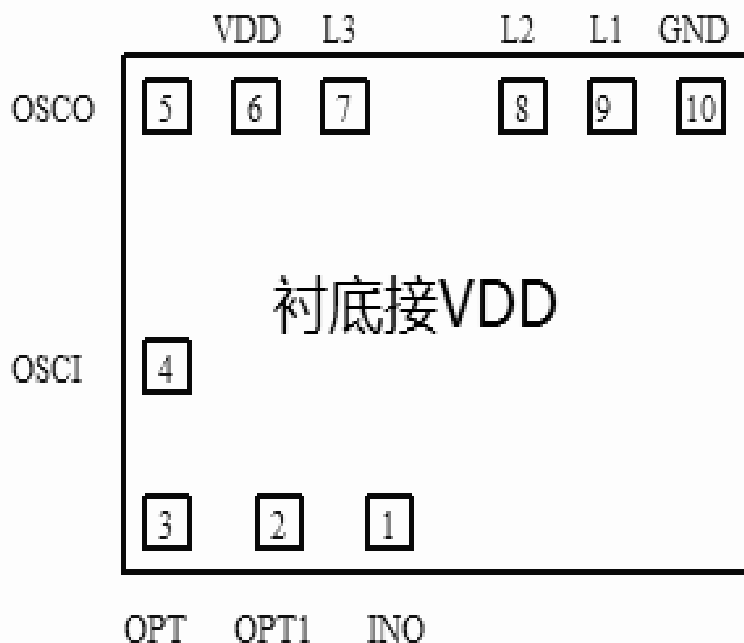 VDD L3 L2 L1 GND
OSCO 5 6 7 8 9 10
衬底接VDD
OSCI 4
3 2 1
OPT OPT1 INO